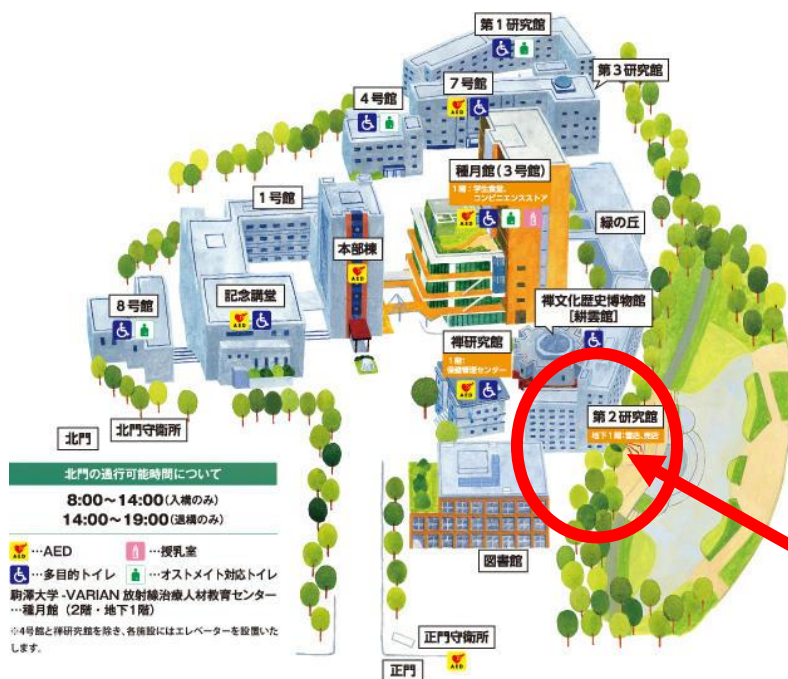 第1研究館
第3研究館
7号館
AED
4号館
種月館(3号館)
1階:学生食堂、
コンビニエンスストア
AED
1号館
緑の丘
本部棟
AED
禅文化歴史博物館
[耕雲館]
8号館
記念講堂
AED
禅研究館
1階:
保健管理センター
AED
第2研究館
地下1階:書店、売店
北門
北門守衛所
北門の通行可能時間について
8:00~14:00(入構のみ)
14:00~19:00(退構のみ)
AED …AED
…授乳室
…多目的トイレ
…オストメイト対応トイレ
駒澤大学-VARIAN 放射線治療人材教育センター
…種月館(2階・地下1階)
※4号館と禅研究館を除き、各施設にはエレベーターを設置いた
します。
図書館
正門守衛所
AED
正門